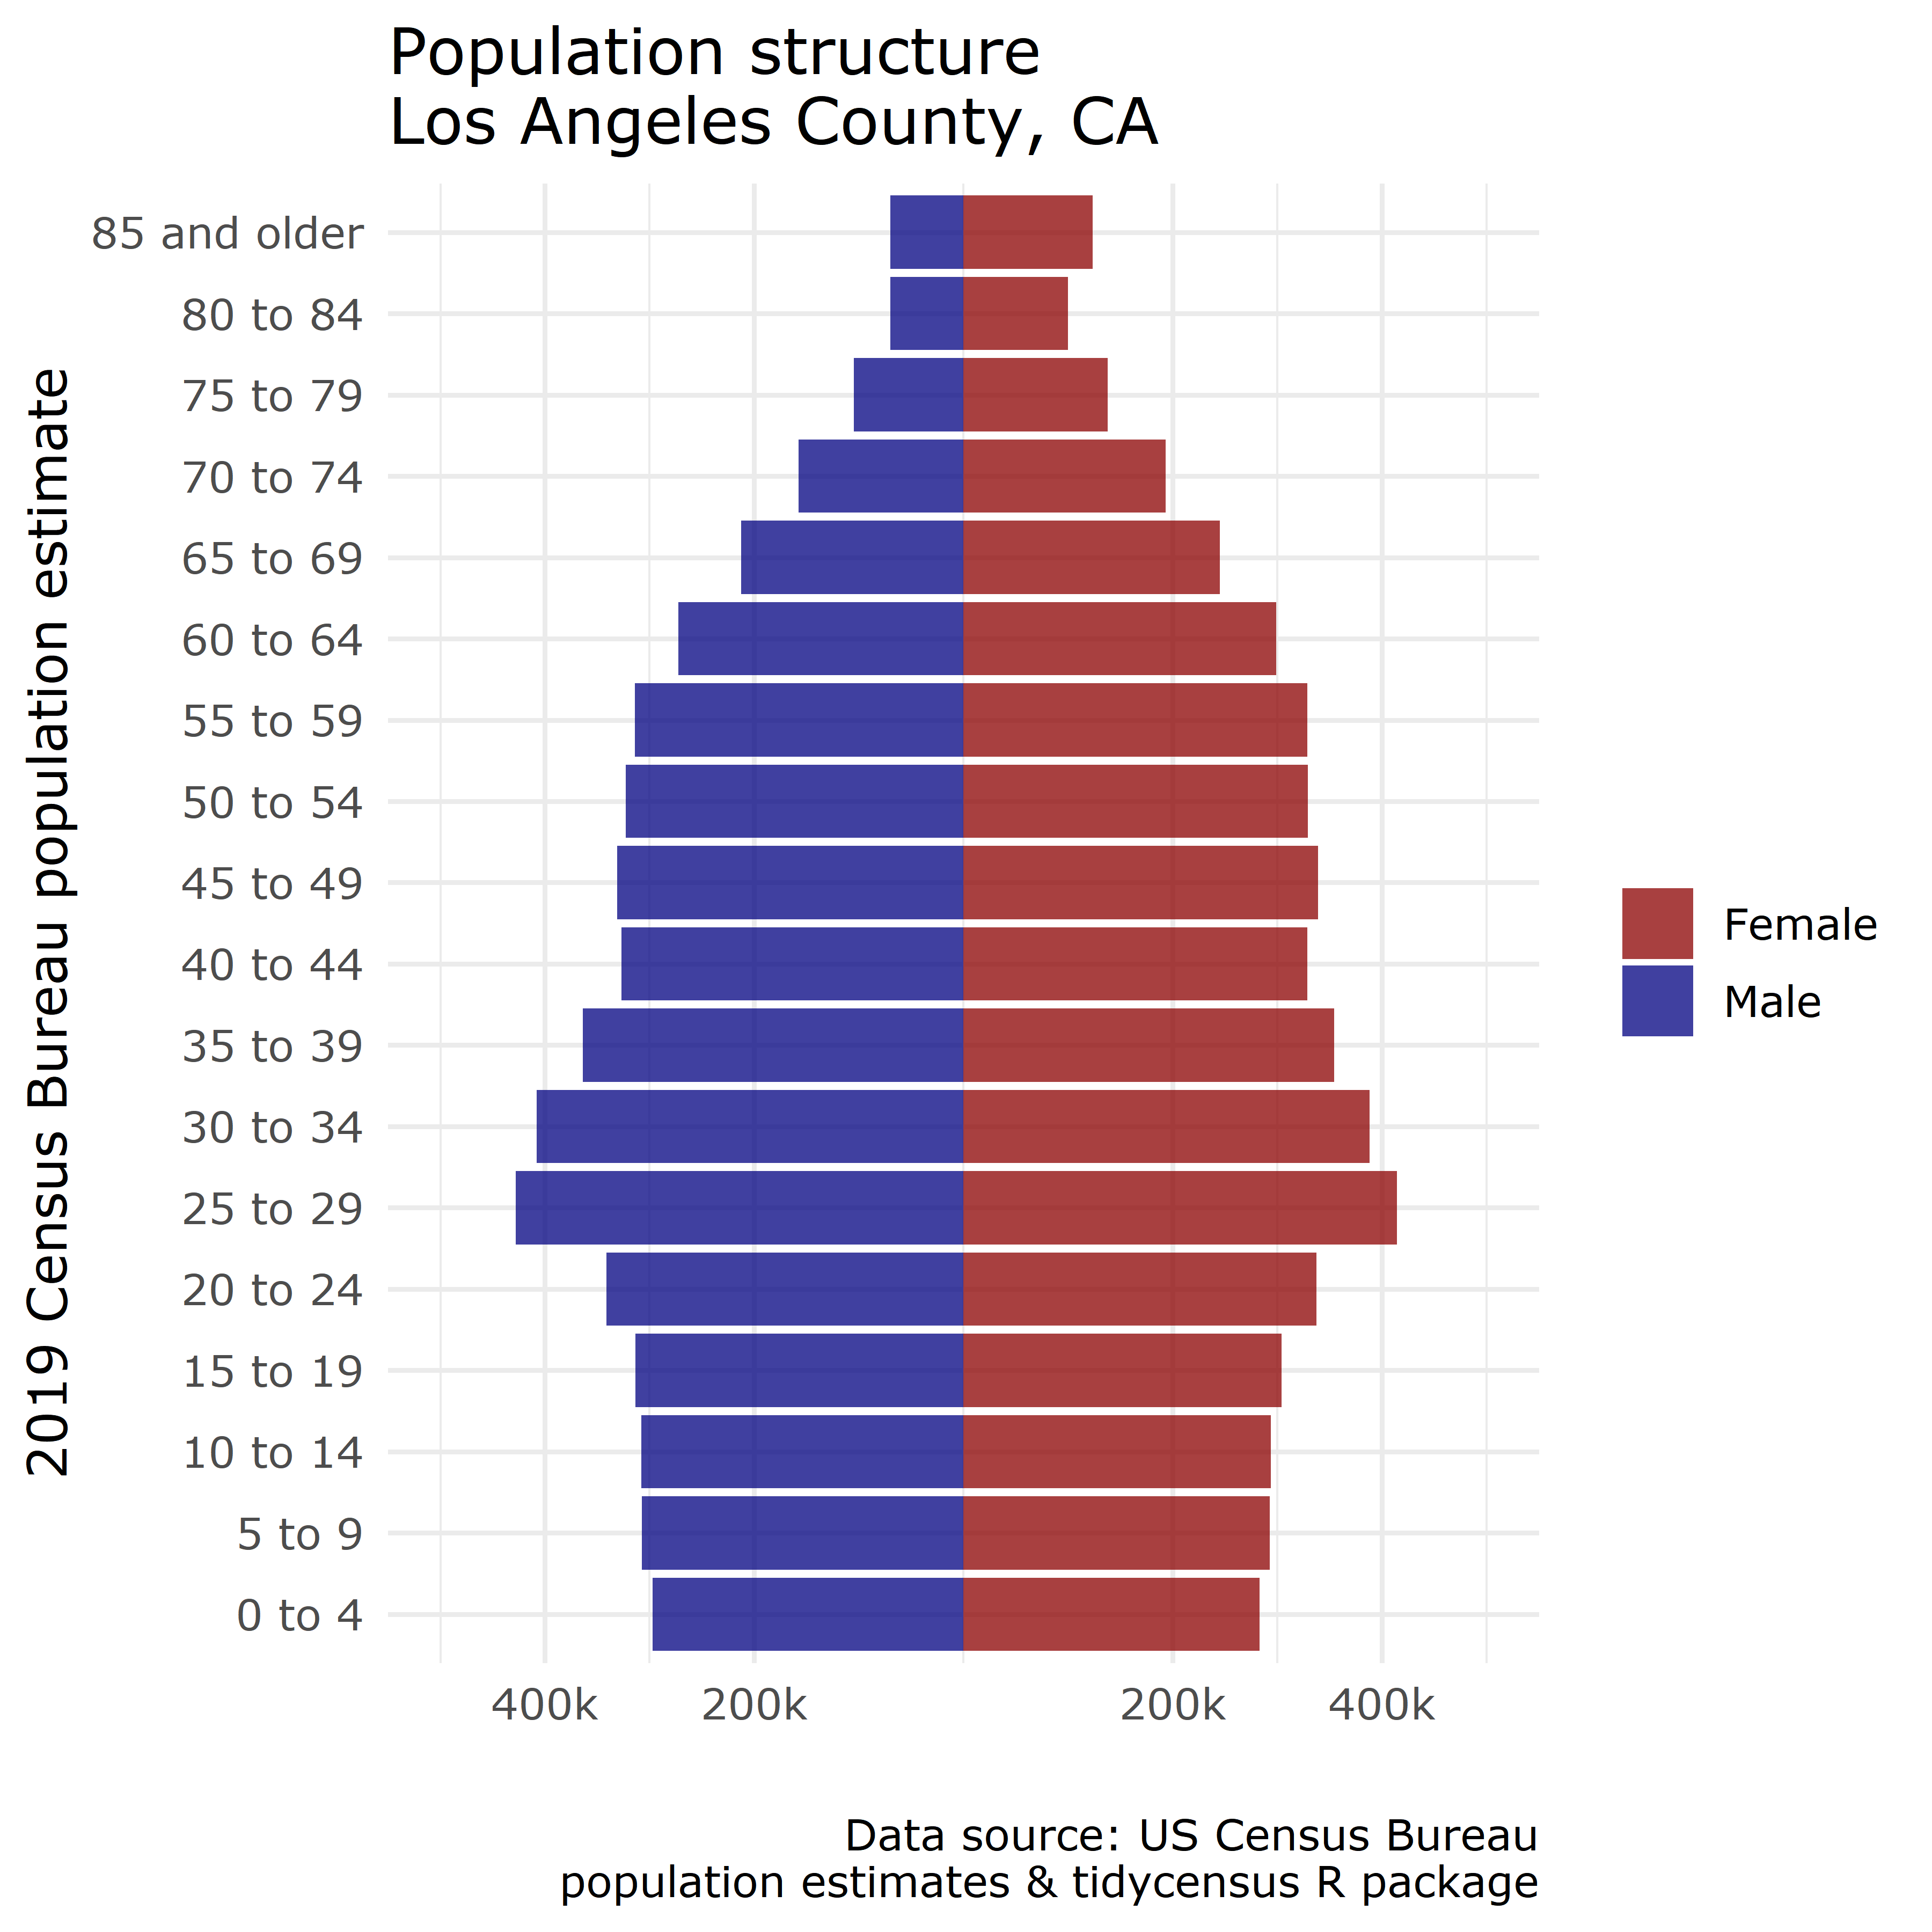 Population structure
Los Angeles County, CA
2019 Census Bureau population estimate
85 and older
80 to 84
75 to 79
70 to 74
65 to 69
60 to 64
55 to 59
50 to 54
45 to 49
40 to 44
35 to 39
30 to 34
25 to 29
20 to 24
15 to 19
10 to 14
5 to 9
0 to 4
400k 200k 200k 400k
Female
Male
Data source: US Census Bureau
population estimates & tidycensus R package